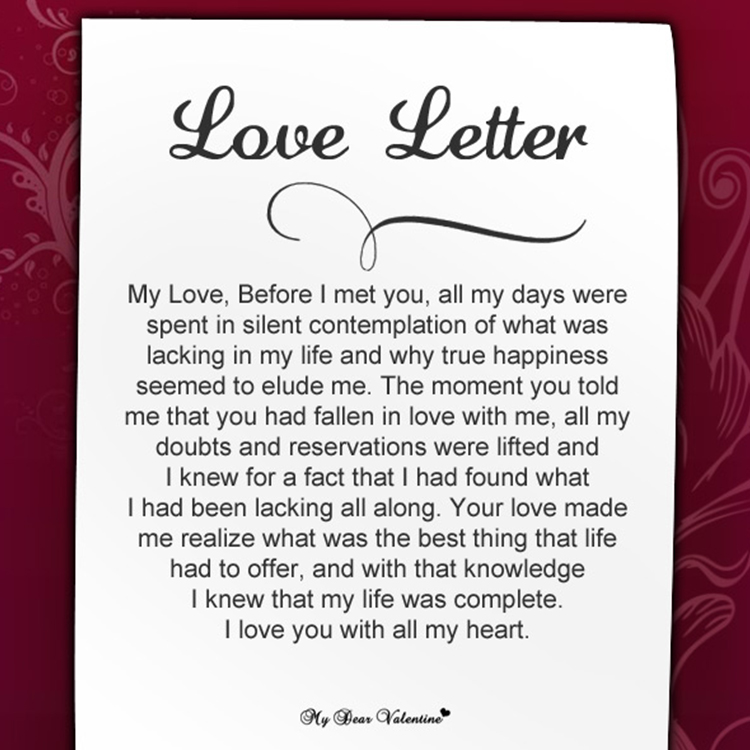 Love Letter
My Love, Before I met you, all my days were
spent in silent contemplation of what was
lacking in my life and why true happiness
seemed to elude me. The moment you told
me that you had fallen in love with me, all my
doubts and reservations were lifted and
I knew for a fact that I had found what
I had been lacking all along. Your love made
me realize what was the best thing that life
had to offer, and with that knowledge
I knew that my life was complete.
I love you with all my heart.
My Dear Valentine